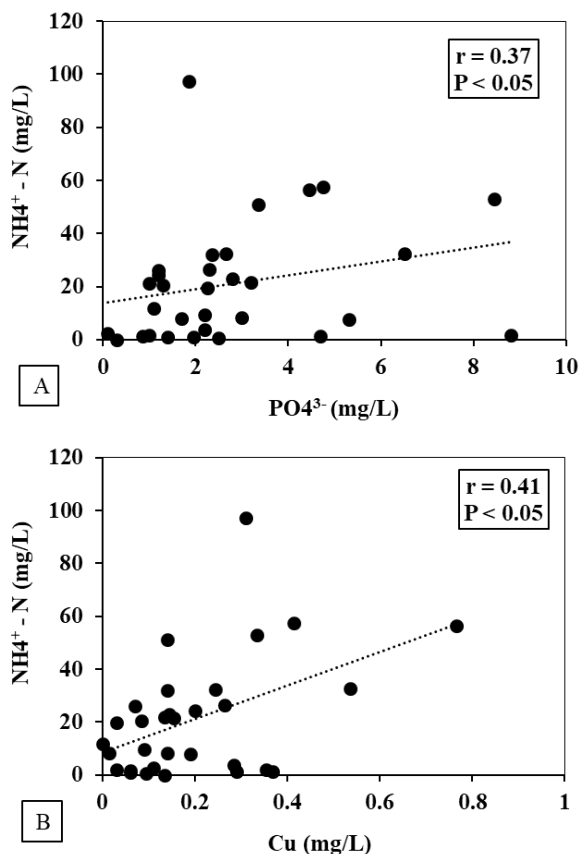 120
100
80
60
40
20
0
NH4⁺ - N (mg/L)
r = 0.37
P < 0.05
0 2 4 6 8 10
PO4³⁻ (mg/L)
A
120
100
80
60
40
20
0
NH4⁺ - N (mg/L)
r = 0.41
P < 0.05
0 0.2 0.4 0.6 0.8 1
Cu (mg/L)
B